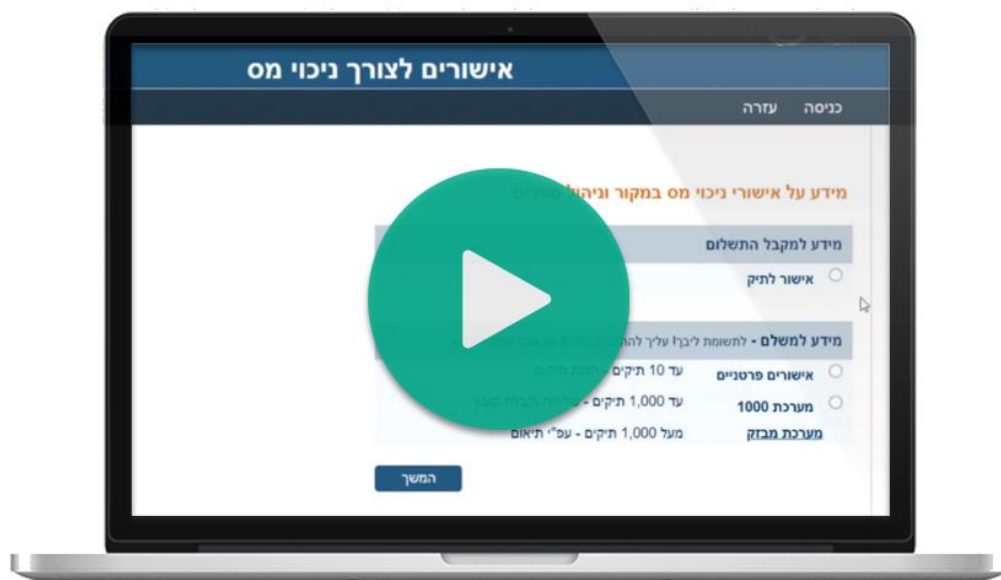 אישורים לצורך ניכוי מס
כניסה עזרה
מידע על אישורי ניכוי מס במקור
מידע למקבל התשלום
אישור לתיק
מידע למשלם - לתשומת ליבך! עליך
אישורים פרטניים עד 10 תיקים -
מערכת 1000 עד 1,000 תיקים -
מערכת מבזק מעל 1,000 תיקים - עפ"י תיאום
המשך